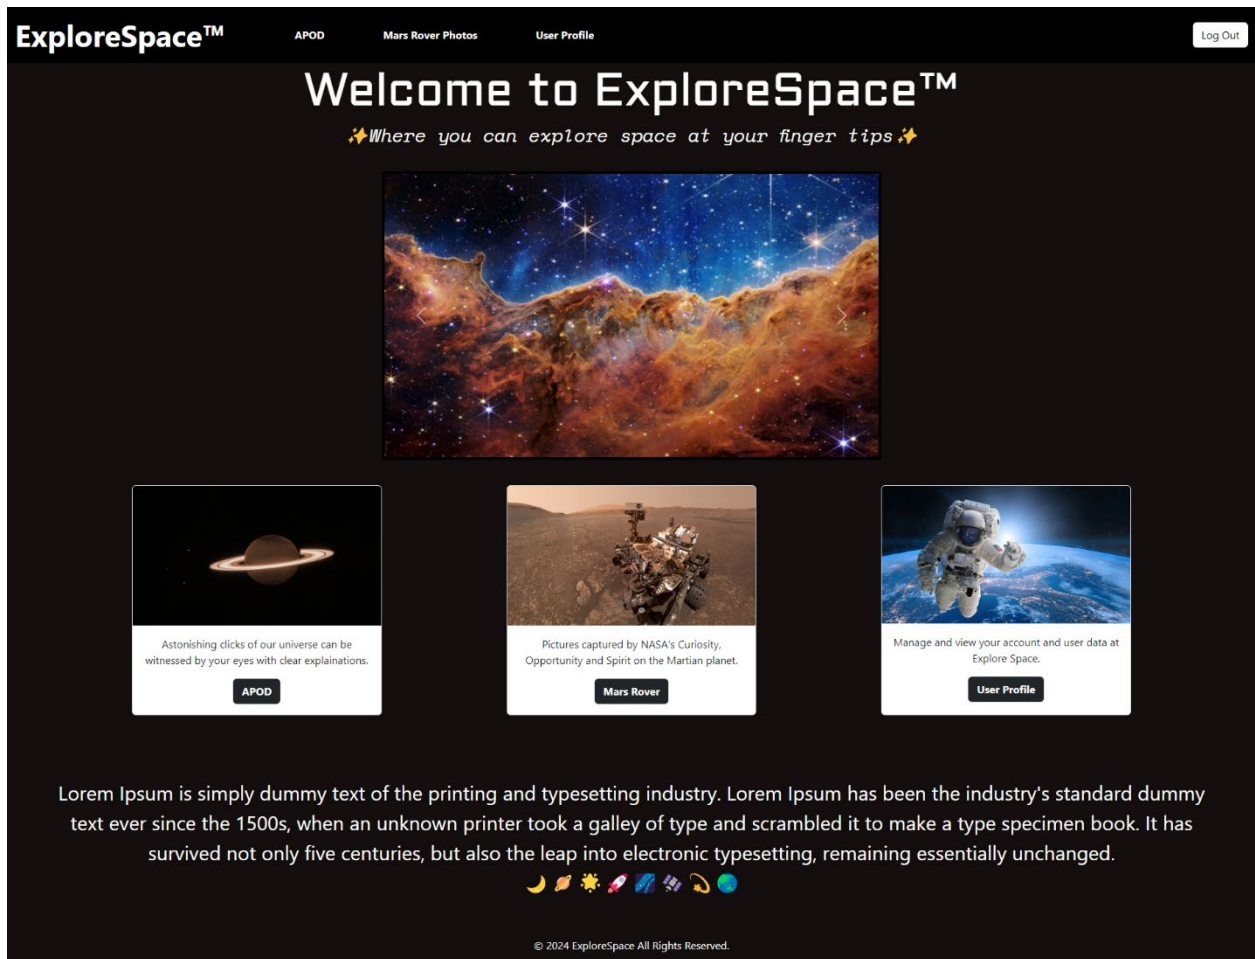 ExploreSpace™ APOD Mars Rover Photos User Profile Log Out
Welcome to ExploreSpace™
✨Where you can explore space at your finger tips✨
Astonishing clicks of our universe can be
witnessed by your eyes with clear explainations.
APOD
Pictures captured by NASA's Curiosity,
Opportunity and Spirit on the Martian planet.
Mars Rover
Manage and view your account and user data at
Explore Space.
User Profile
Lorem Ipsum is simply dummy text of the printing and typesetting industry. Lorem Ipsum has been the industry's standard dummy
text ever since the 1500s, when an unknown printer took a galley of type and scrambled it to make a type specimen book. It has
survived not only five centuries, but also the leap into electronic typesetting, remaining essentially unchanged.
🌙 🪐 🌟 🚀 🌌 🛰️ 💫 🌏
© 2024 ExploreSpace All Rights Reserved.